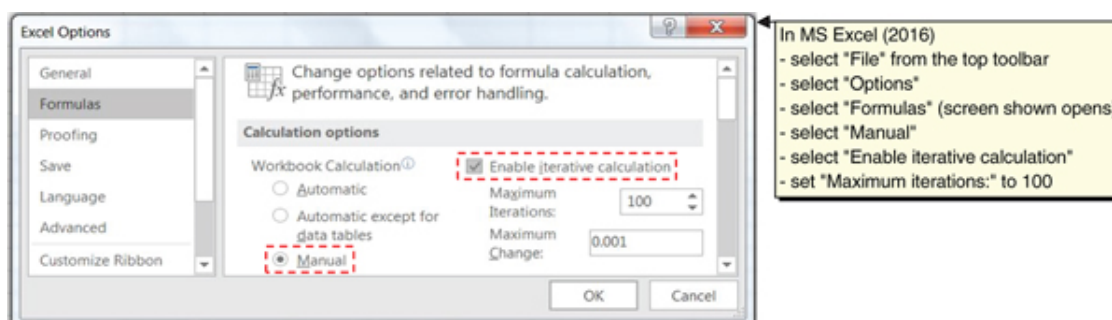 Excel Options
General
Formulas
Proofing
Save
Language
Advanced
Customize Ribbon
Change options related to formula calculation,
performance, and error handling.
Calculation options
Workbook Calculation
Automatic
Automatic except for
data tables
Manual
Enable iterative calculation
Maximum
Iterations:
100
Maximum
Change:
0.001
OK
Cancel
In MS Excel (2016)
- select "File" from the top toolbar
- select "Options"
- select "Formulas" (screen shown opens
- select "Manual"
- select "Enable iterative calculation"
- set "Maximum iterations:" to 100